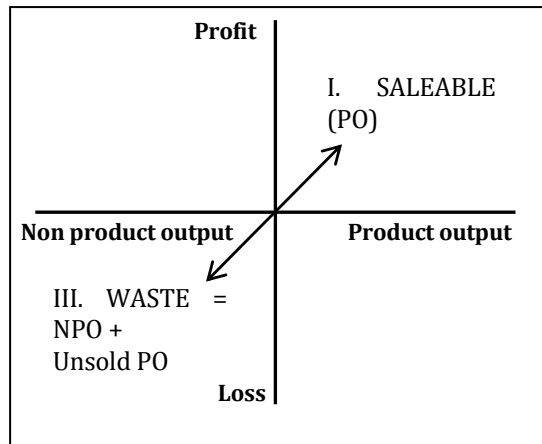 Profit
I. SALEABLE
(PO)
Non product output
Product output
III. WASTE =
NPO +
Unsold PO
Loss